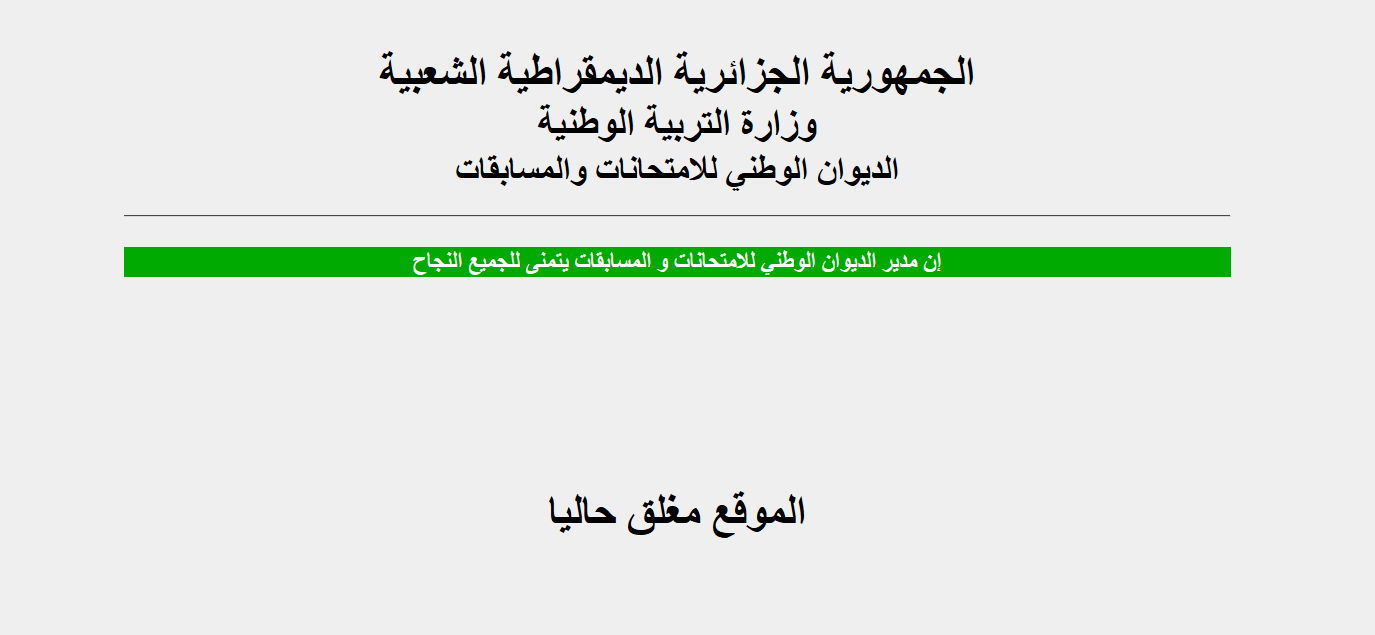 الجمهورية الجزائرية الديمقراطية الشعبية
وزارة التربية الوطنية
الديوان الوطني للامتحانات والمسابقات
إن مدير الديوان الوطني للامتحانات و المسابقات يتمنى للجميع النجاح
الموقع مغلق حاليا